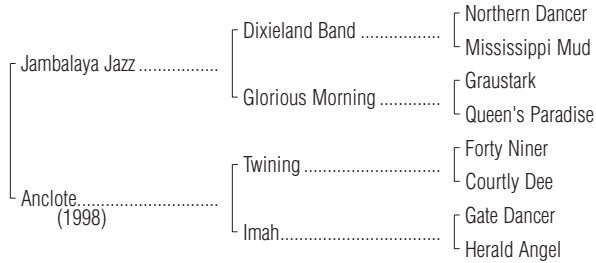 Northern Dancer
Dixieland Band ..................
Mississippi Mud
Jambalaya Jazz .................
Graustark
Glorious Morning .............
Queen's Paradise
Forty Niner
Twining .............................
Courtly Dee
Anclote..............................
(1998)
Gate Dancer
Imah..................................
Herald Angel